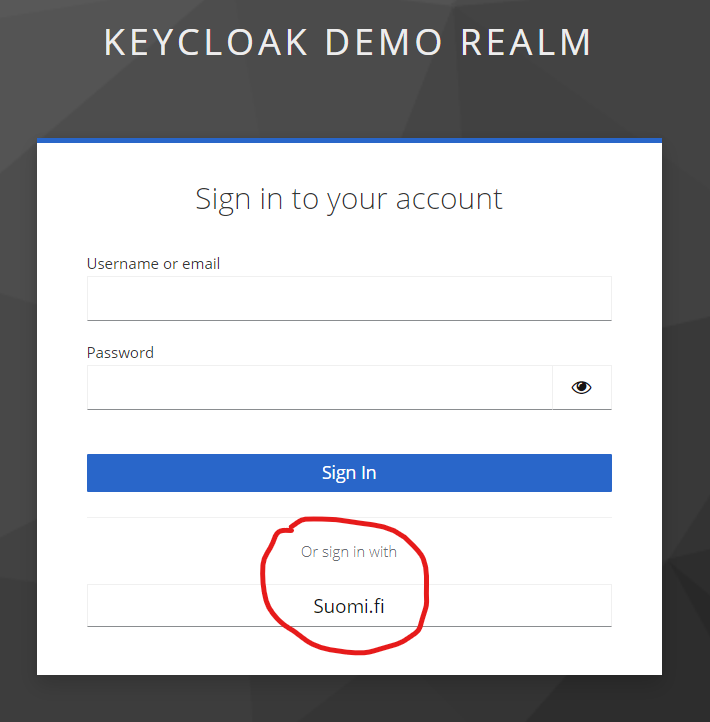 KEYCLOAK DEMO REALM
Sign in to your account
Username or email
Password
Sign In
Or sign in with
Suomi.fi